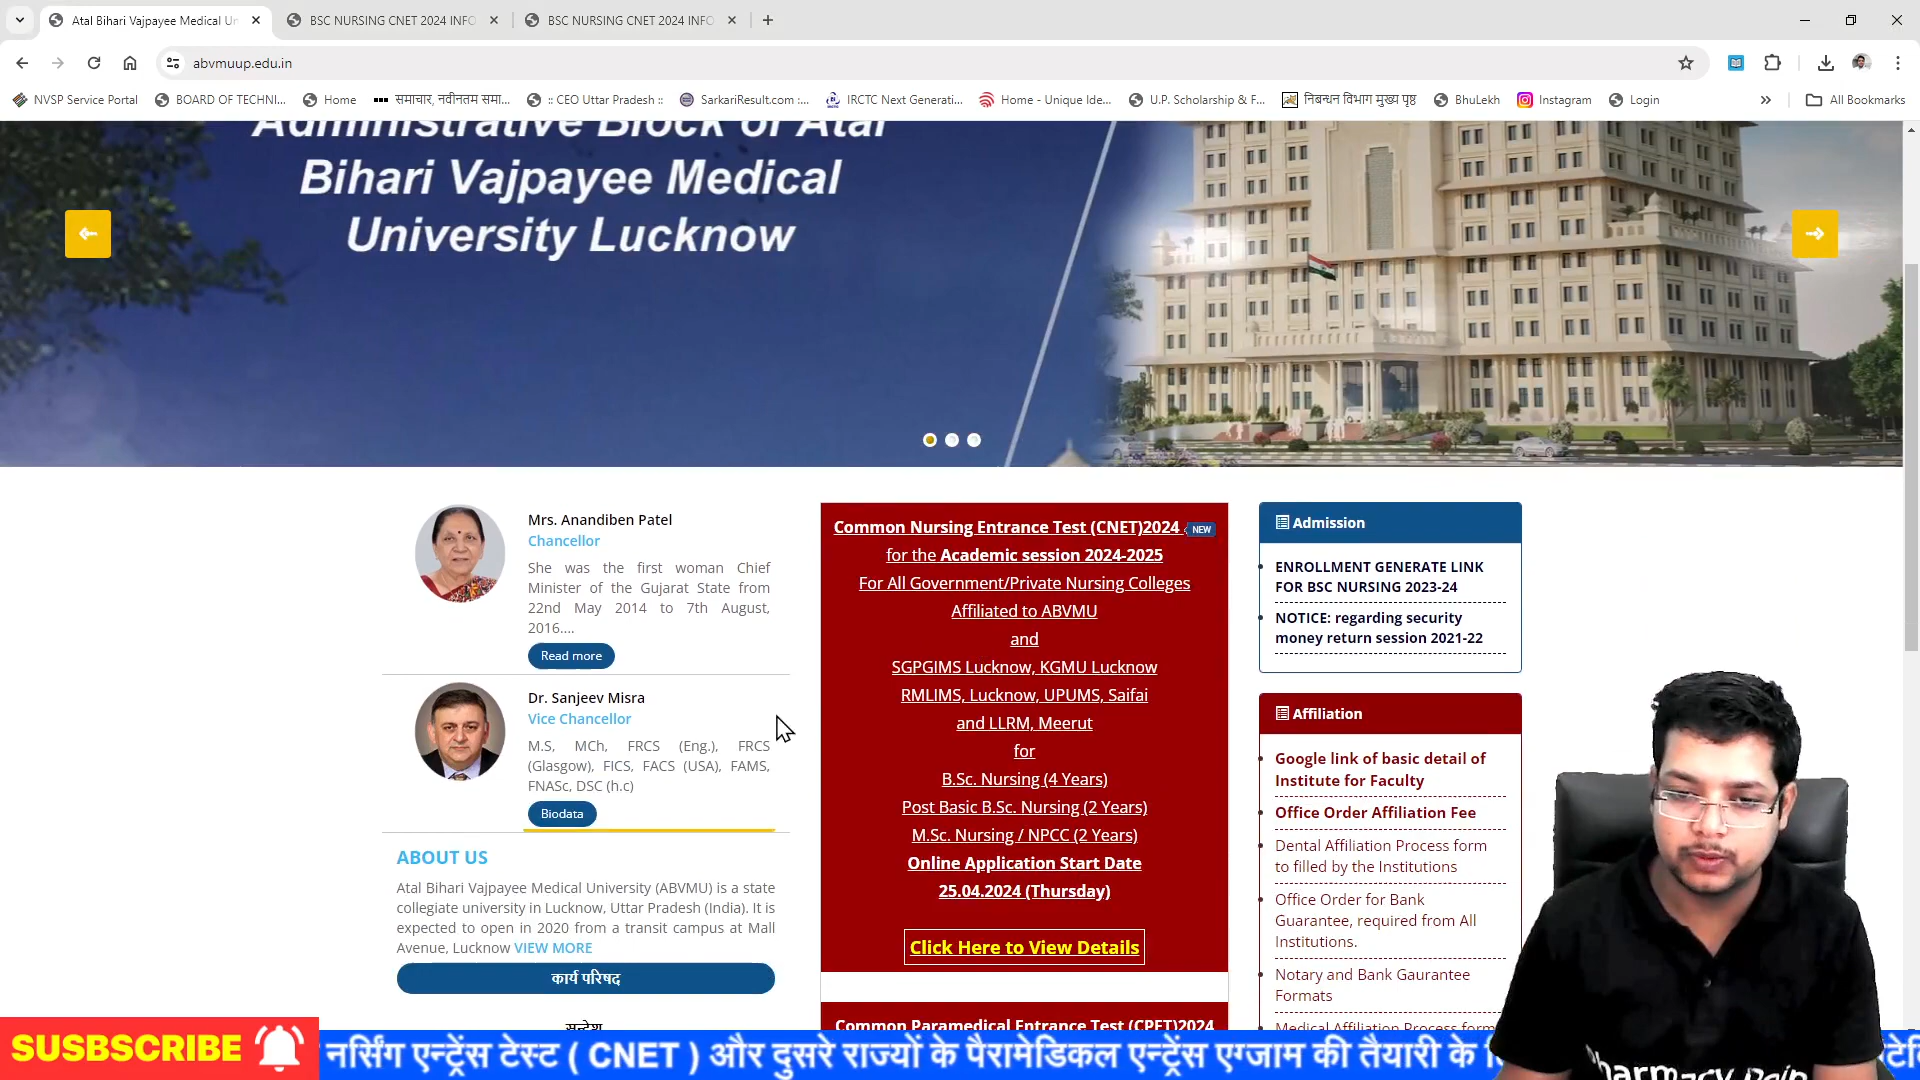 Atal Bihari Vajpayee Medical Un
BSC NURSING CNET 2024 INFO
BSC NURSING CNET 2024 INFO
abvmuup.edu.in
NVSP Service Portal
BOARD OF TECHNI...
Home
समाचार, नवीनतम समा...
:: CEO Uttar Pradesh ::
SarkariResult.com :...
IRCTC Next Generati...
Home - Unique Ide...
U.P. Scholarship & F...
निबन्धन विभाग मुख्य पृष्ठ
BhuLekh
Instagram
Login
All Bookmarks
Administrative Block of Atal
Bihari Vajpayee Medical
University Lucknow
Mrs. Anandiben Patel
Chancellor
She was the first woman Chief
Minister of the Gujarat State from
22nd May 2014 to 7th August,
2016....
Read more
Dr. Sanjeev Misra
Vice Chancellor
M.S, MCh, FRCS (Eng.), FRCS
(Glasgow), FICS, FACS (USA), FAMS,
FNASc, DSC (h.c)
Biodata
ABOUT US
Atal Bihari Vajpayee Medical University (ABVMU) is a state
collegiate university in Lucknow, Uttar Pradesh (India). It is
expected to open in 2020 from a transit campus at Mall
Avenue, Lucknow VIEW MORE
कार्य परिषद
सन्देश
Common Nursing Entrance Test (CNET)2024 NEW
for the Academic session 2024-2025
For All Government/Private Nursing Colleges
Affiliated to ABVMU
and
SGPGIMS Lucknow, KGMU Lucknow
RMLIMS, Lucknow, UPUMS, Saifai
and LLRM, Meerut
for
B.Sc. Nursing (4 Years)
Post Basic B.Sc. Nursing (2 Years)
M.Sc. Nursing / NPCC (2 Years)
Online Application Start Date
25.04.2024 (Thursday)
Click Here to View Details
Common Paramedical Entrance Test (CPET)2024
Admission
ENROLLMENT GENERATE LINK
FOR BSC NURSING 2023-24
NOTICE: regarding security
money return session 2021-22
Affiliation
Google link of basic detail of
Institute for Faculty
Office Order Affiliation Fee
Dental Affiliation Process form
to filled by the Institutions
Office Order for Bank
Guarantee, required from All
Institutions.
Notary and Bank Gaurantee
Formats
Medical Affiliation Process form
SUSBSCRIBE
नर्सिंग एन्ट्रेंस टेस्ट ( CNET ) और दुसरे राज्यों के पैरामेडिकल एन्ट्रेंस एग्जाम की तैयारी के